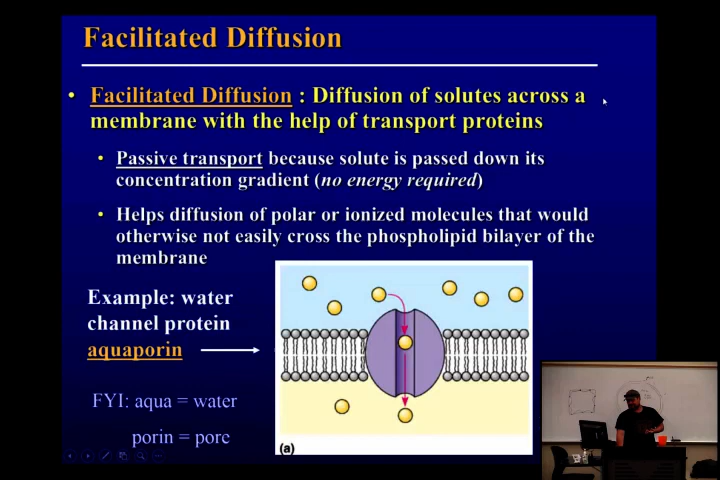 Facilitated Diffusion
• Facilitated Diffusion : Diffusion of solutes across a
membrane with the help of transport proteins
• Passive transport because solute is passed down its
concentration gradient (no energy required)
• Helps diffusion of polar or ionized molecules that would
otherwise not easily cross the phospholipid bilayer of the
membrane
Example: water
channel protein
aquaporin
FYI: aqua = water
porin = pore
(a)